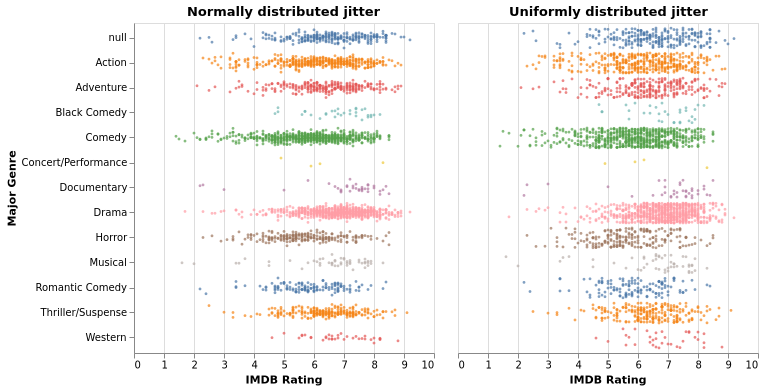 Normally distributed jitter
Uniformly distributed jitter
Major Genre
null
Action
Adventure
Black Comedy
Comedy
Concert/Performance
Documentary
Drama
Horror
Musical
Romantic Comedy
Thriller/Suspense
Western
0 1 2 3 4 5 6 7 8 9 10
0 1 2 3 4 5 6 7 8 9 10
IMDB Rating
IMDB Rating